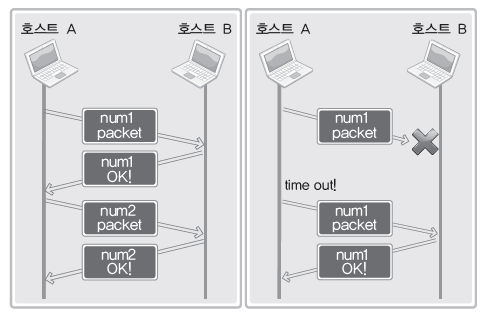 호스트 A
호스트 B
num1
packet
num1
OK!
num2
packet
num2
OK!
호스트 A
호스트 B
num1
packet
time out!
num1
packet
num1
OK!